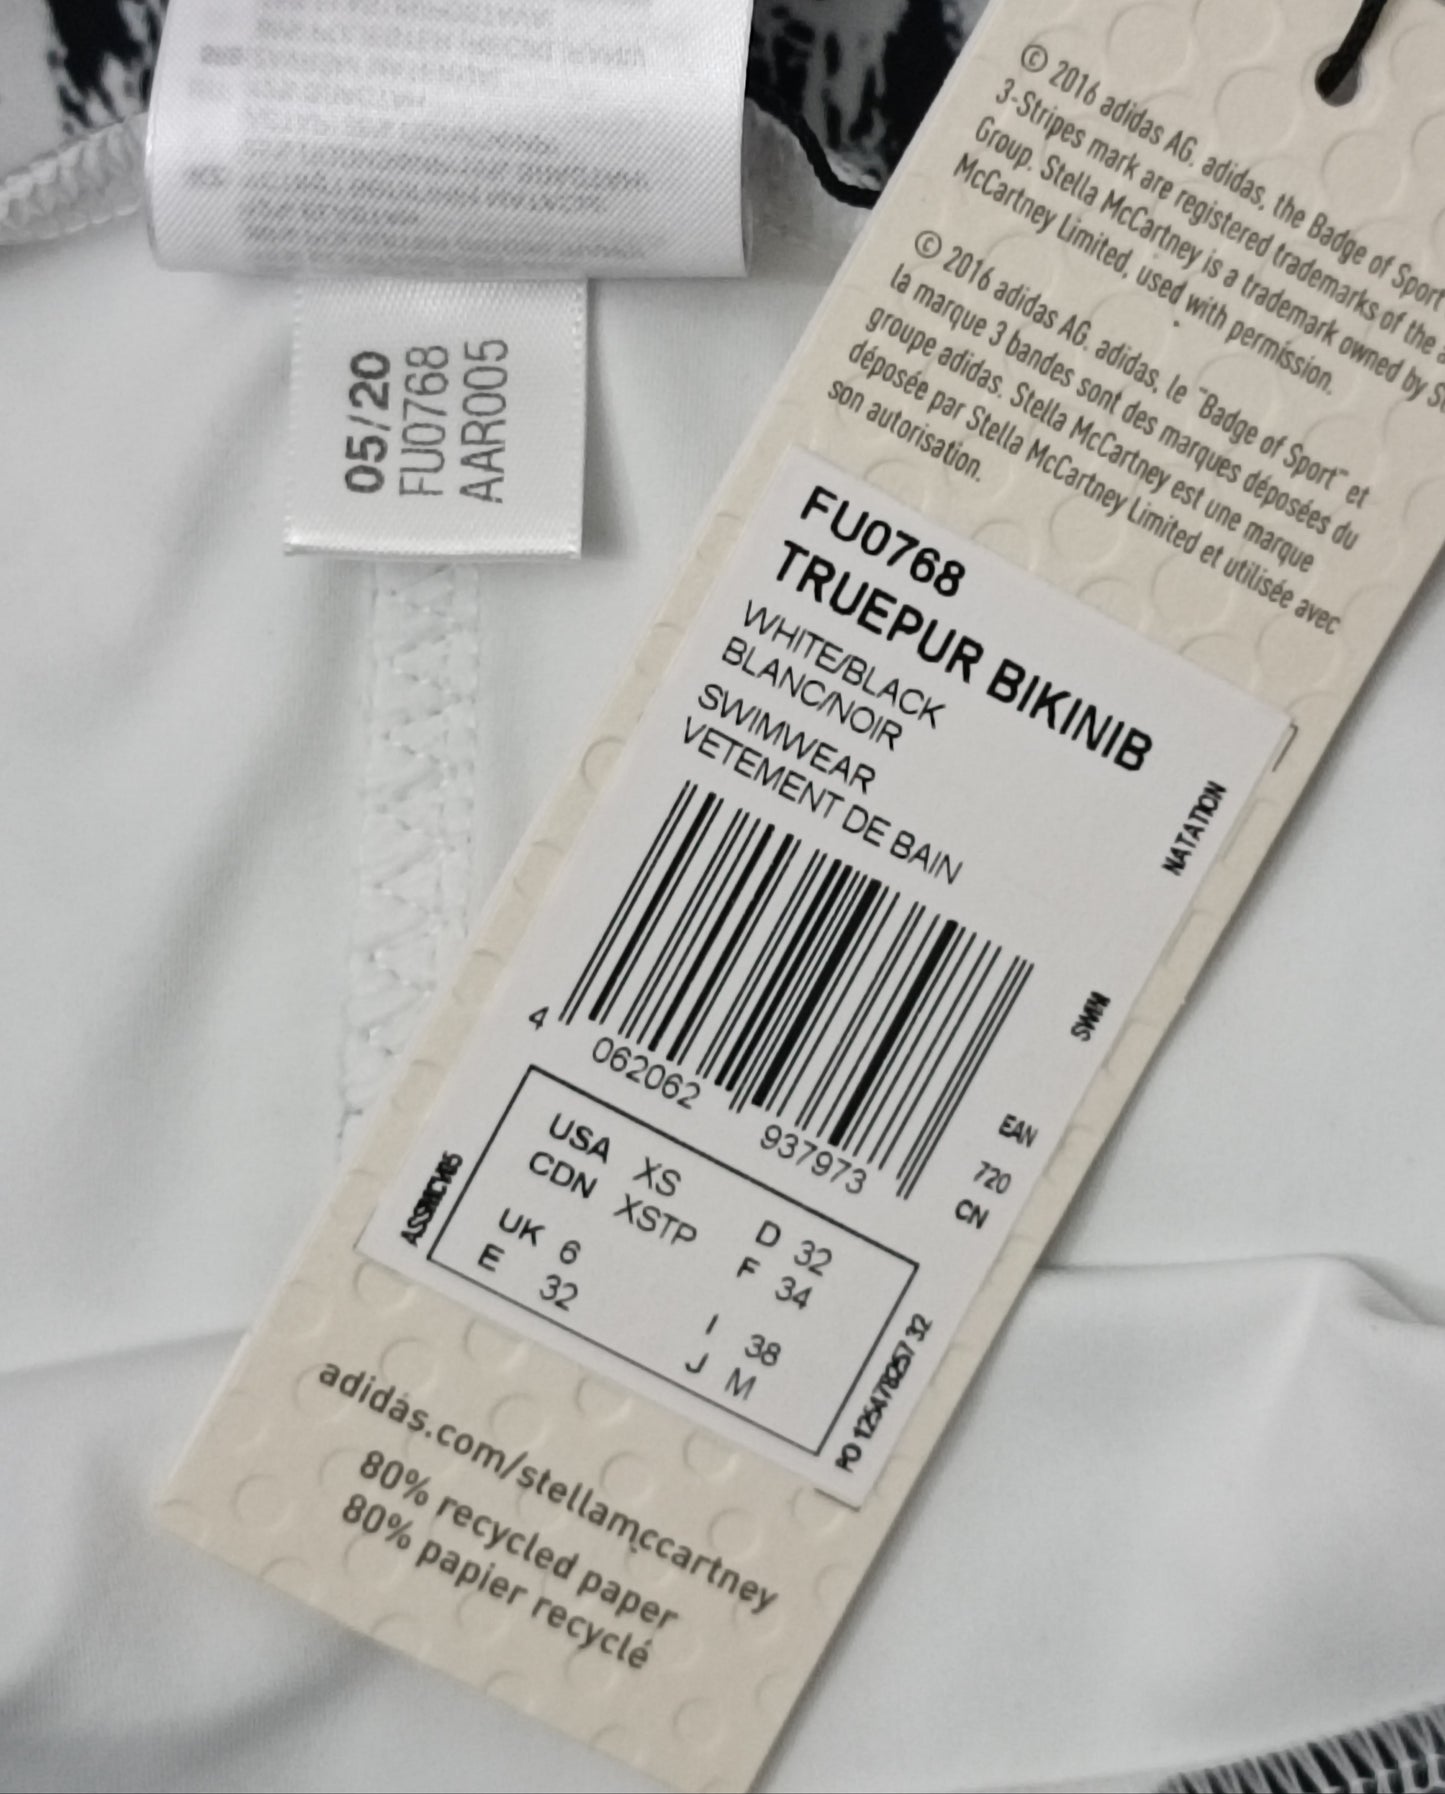 05/20
FU0768
AAR005
© 2016 adidas AG. adidas, the Badge of Sport
3-Stripes mark are registered trademarks of the
Group. Stella McCartney is a trademark owned by
McCartney Limited, used with permission.
© 2016 adidas AG. adidas, le "Badge of Sport" et
la marque 3 bandes sont des marques déposées du
groupe adidas. Stella McCartney est une marque
déposée par Stella McCartney Limited et utilisée avec
son autorisation.
FU0768
TRUEPUR BIKINIB
WHITE/BLACK
BLANC/NOIR
SWIMWEAR
VETEMENT DE BAIN
NATATION
SWIM
4 062062 937973
EAN
720
CN
USA XS D 32
CDN XSTP F 34
UK 6 I 38
E 32 J M
PO 125478257 32
adidas.com/stellamccartney
80% recycled paper
80% papier recyclé